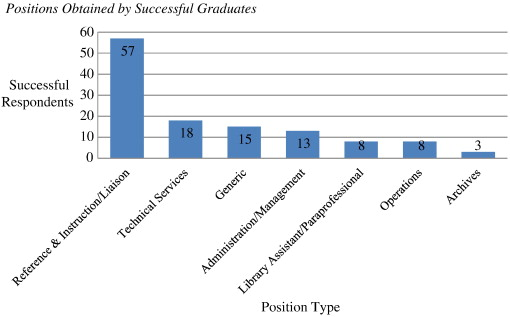 Positions Obtained by Successful Graduates
60
50
40
30
20
10
0
Successful
Respondents
57
18
15
13
8
8
3
Reference & Instruction/Liaison
Technical Services
Generic
Administration/Management
Library Assistant/Paraprofessional
Operations
Archives
Position Type